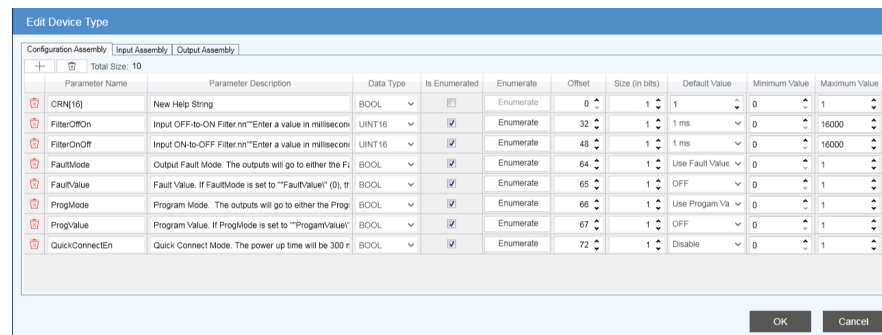 Edit Device Type
Configuration Assembly Input Assembly Output Assembly
Total Size: 10
Parameter Name Parameter Description Data Type Is Enumerated Enumerate Offset Size (in bits) Default Value Minimum Value Maximum Value
CRN[16] New Help String BOOL Enumerate 0 1 1 0 1
FilterOffOn Input OFF-to-ON Filter.nn""Enter a value in millisecon UINT16 Enumerate 32 1 1 ms 0 16000
FilterOnOff Input ON-to-OFF Filter.nn""Enter a value in millisecon UINT16 Enumerate 48 1 1 ms 0 16000
FaultMode Output Fault Mode. The outputs will go to either the Fa BOOL Enumerate 64 1 Use Fault Value 0 1
FaultValue Fault Value. If FaultMode is set to ""FaultValue\" (0), th BOOL Enumerate 65 1 OFF 0 1
ProgMode Program Mode. The outputs will go to either the Prog BOOL Enumerate 66 1 Use Progam Va 0 1
ProgValue Program Value. If ProgMode is set to ""ProgamValue\" BOOL Enumerate 67 1 OFF 0 1
QuickConnectEn Quick Connect Mode. The power up time will be 300 m BOOL Enumerate 72 1 Disable 0 1
OK Cancel